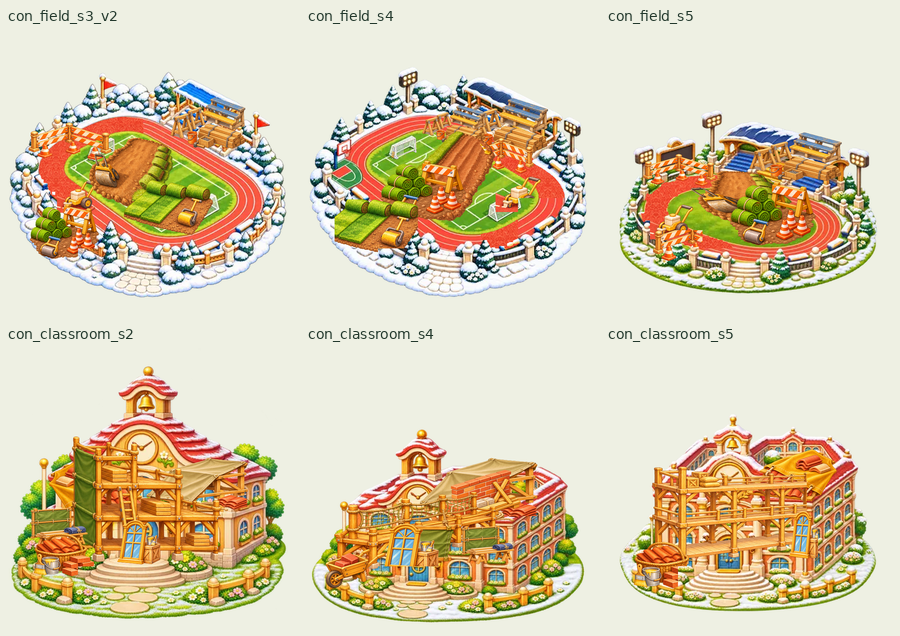 con_field_s3_v2
con_field_s4
con_field_s5
con_classroom_s2
con_classroom_s4
con_classroom_s5